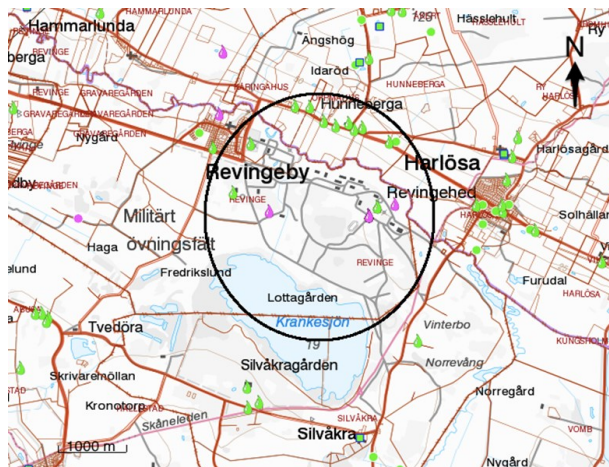 HAMMARLUNDA
Hammarlunda
Hässlehult
HÄSSLEHULT
Ry
N
Ängshög
REVINGE
Idaröd
berga
HUNNEBERGA
REVINGE
GRAVAREGÅRDEN
Hunneberga
HARLÖSA
GRAVAREGÅRDEN
GRAVAREGÅRDEN
Nygård
Harlösa
Harlösagård
Revingeby
Revingehed
REVINGE
HARLÖSA
Solhällan
Militärt
övningsfält
Haga
REVINGE
Fredrikslund
Furudal
Lottagården
HARLÖSA
Krankesjön
Tvedöra
Vinterbo
19
KUNGSHOLM
Silvåkragården
Norrevång
Skrivaremöllan
Norregård
Kronotorp
Skåneleden
SILVÅKRA
VOMB
Silvåkra
1000 m
Nygård